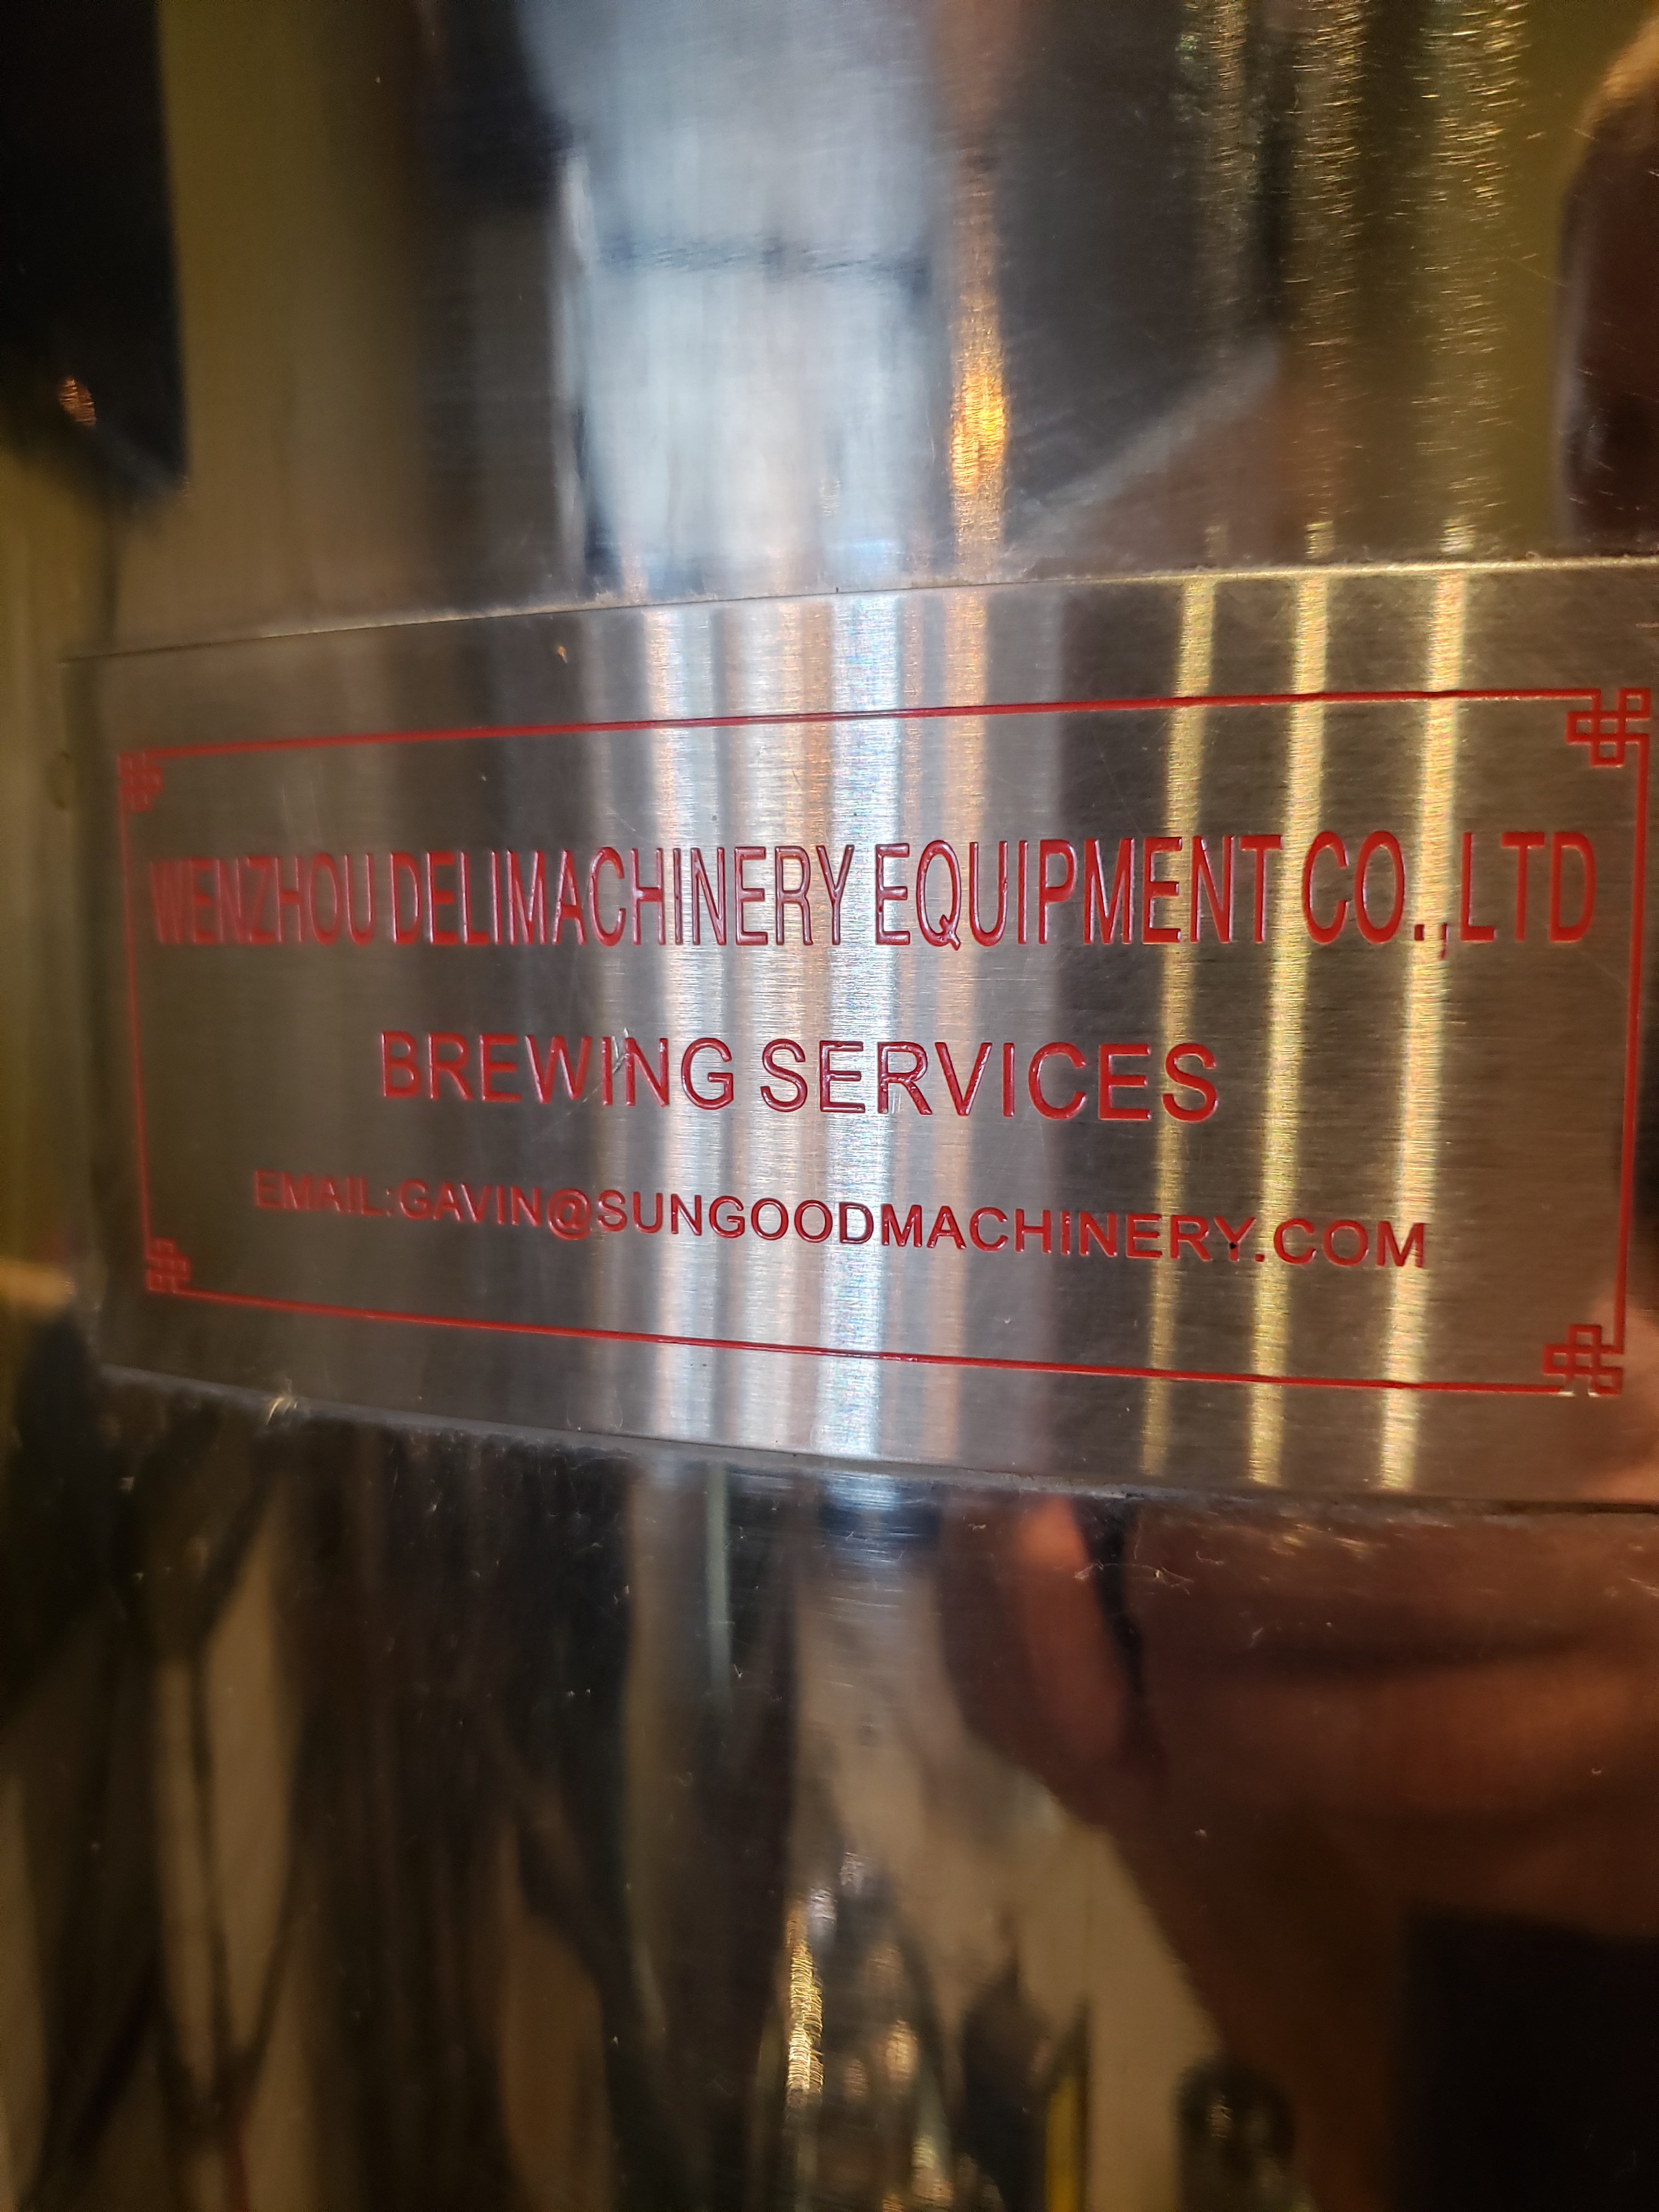 WENZHOU DELIMACHINERY EQUIPMENT CO.,LTD
BREWING SERVICES
EMAIL:GAVIN@SUNGOODMACHINERY.COM